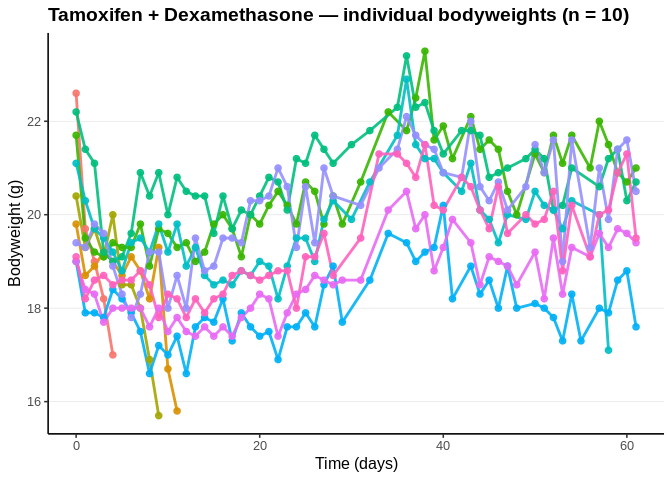 Tamoxifen + Dexamethasone — individual bodyweights (n = 10)
Bodyweight (g)
22
20
18
16
0
20
40
60
Time (days)